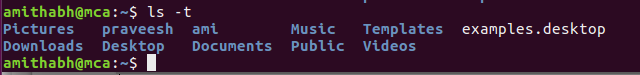 amithabh@mca:~$ ls -t
Pictures praveesh ami Music Templates examples.desktop
Downloads Desktop Documents Public Videos
amithabh@mca:~$